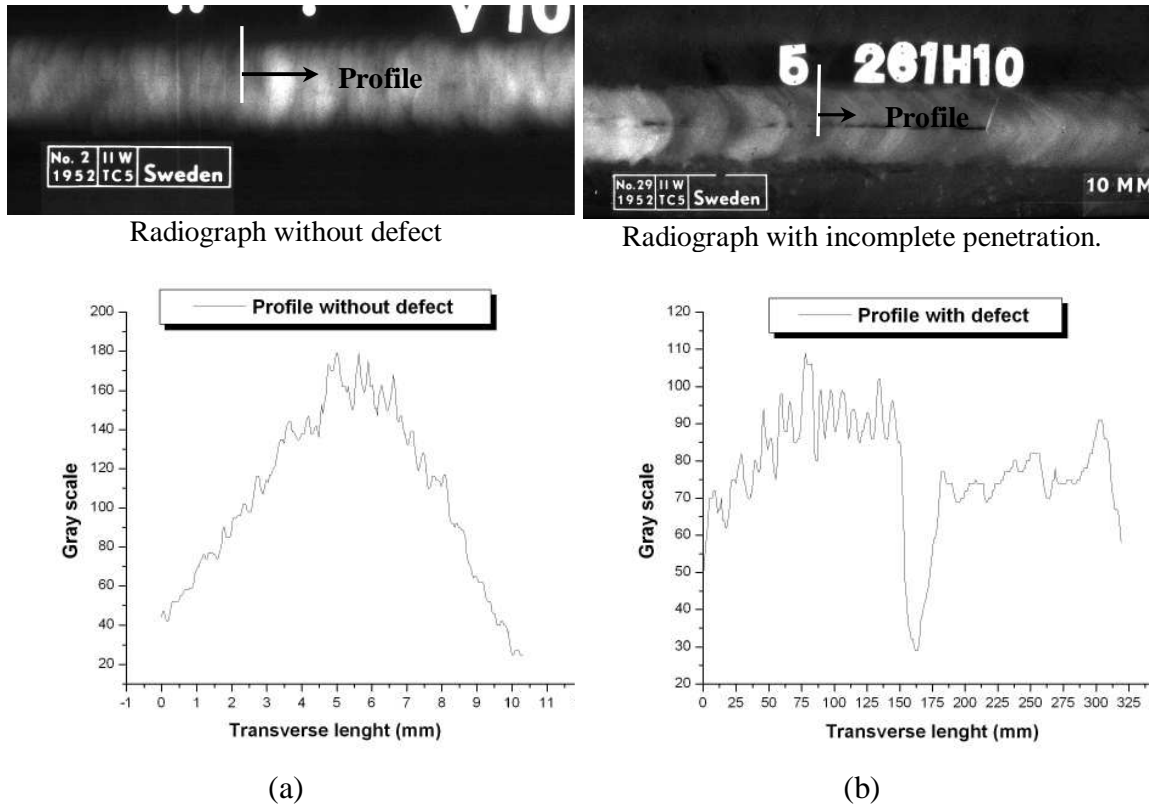 V10
Profile
No. 2 IIW
1952 TC5 Sweden
Radiograph without defect
5 261H10
Profile
No.29 IIW
1952 TC5 Sweden
10 MM
Radiograph with incomplete penetration.
Profile without defect
200
180
160
140
120
100
80
60
40
20
Gray scale
-1 0 1 2 3 4 5 6 7 8 9 10 11
Transverse lenght (mm)
(a)
Profile with defect
120
110
100
90
80
70
60
50
40
30
20
Gray scale
0 25 50 75 100 125 150 175 200 225 250 275 300 325
Transverse lenght (mm)
(b)